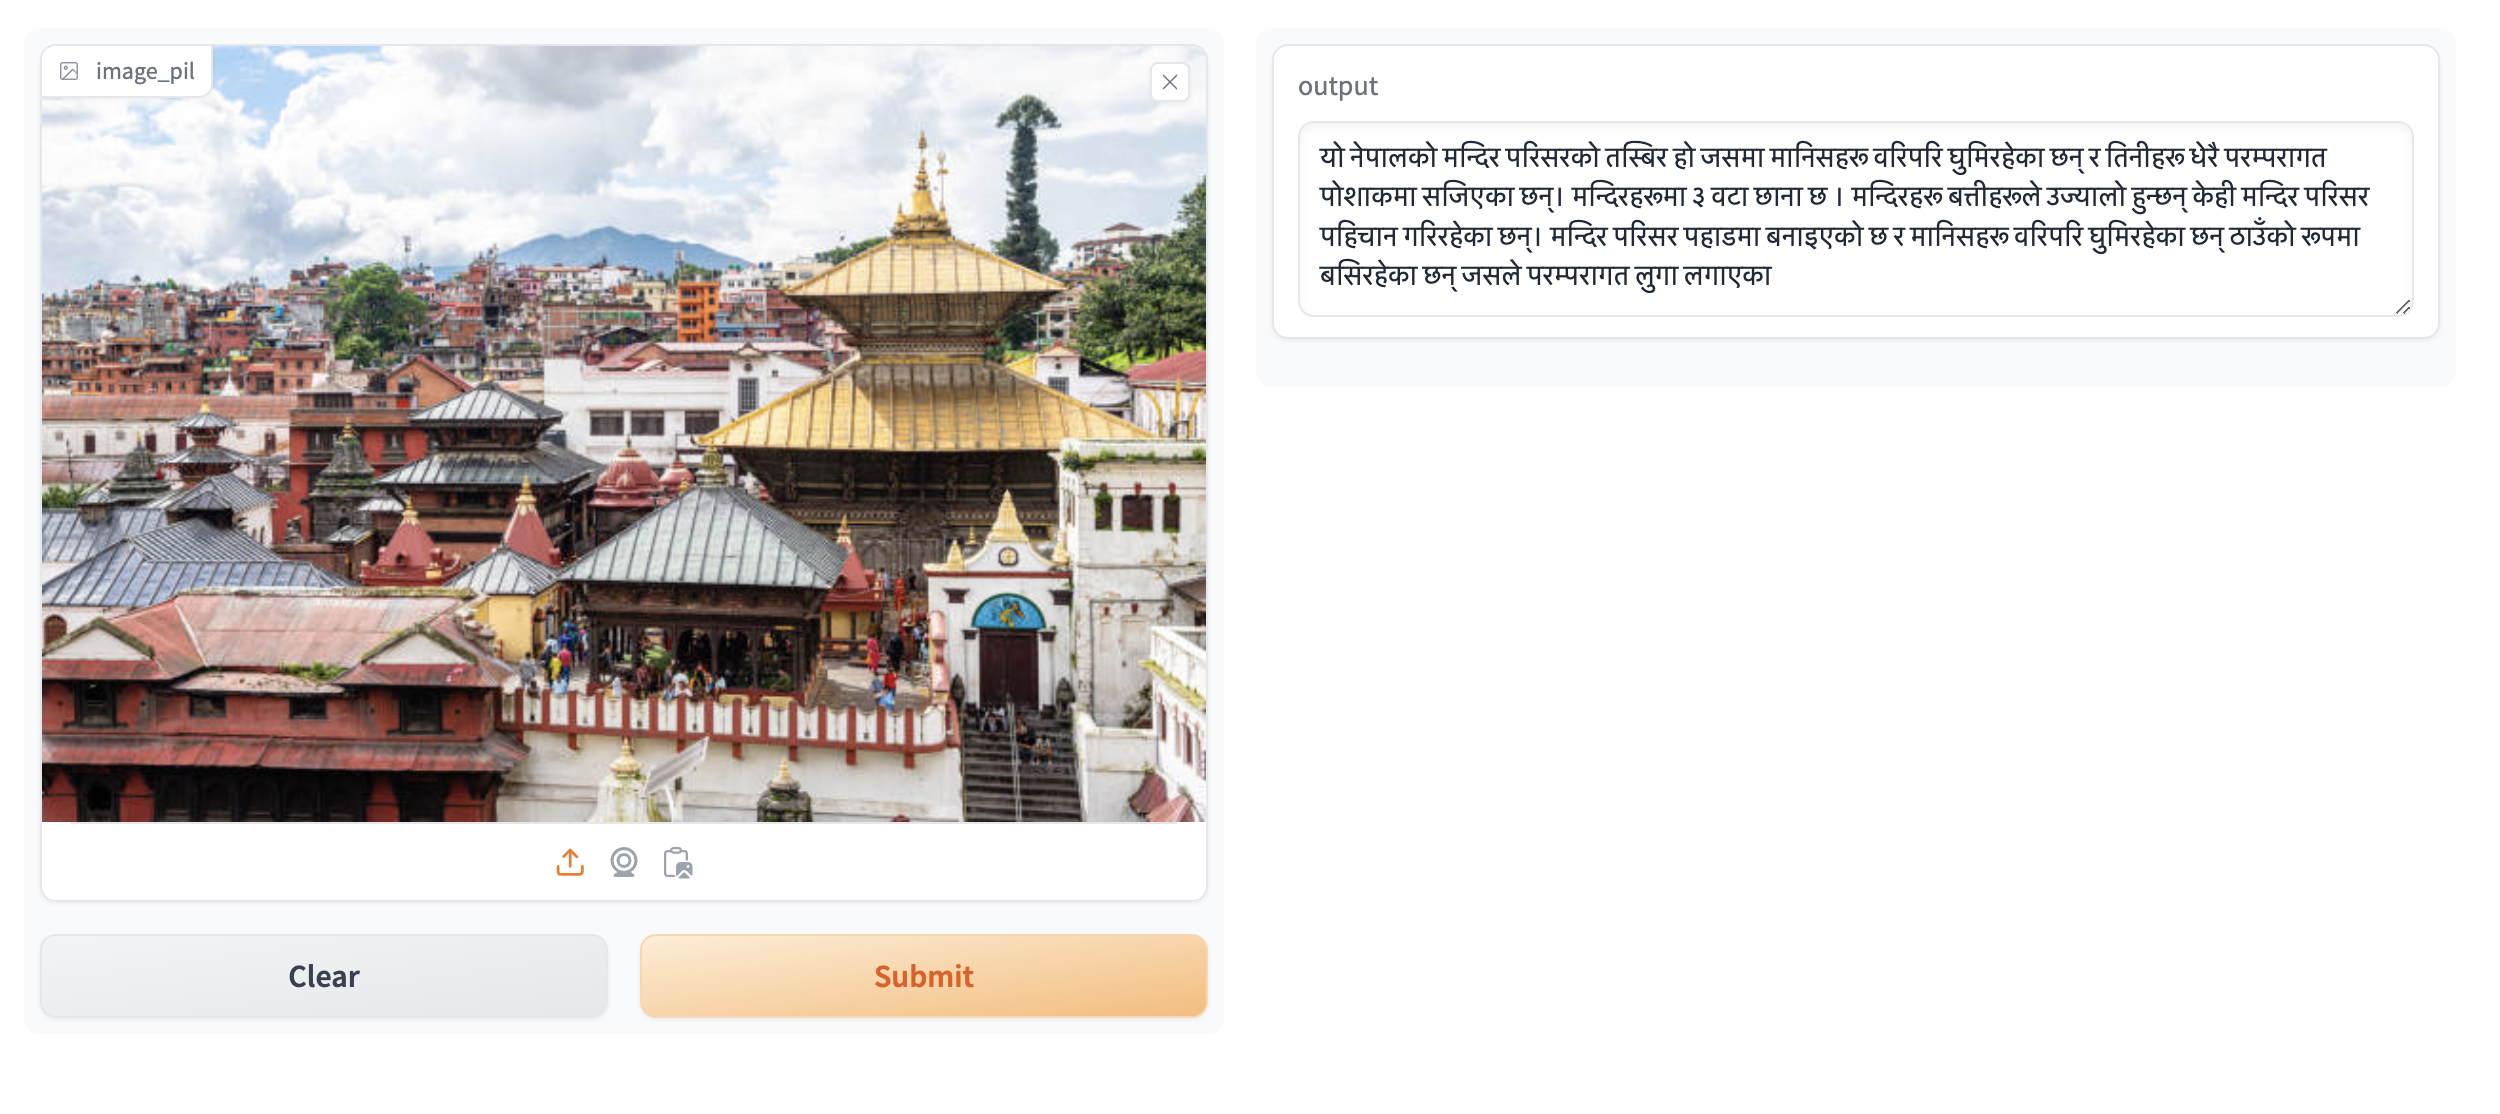 image_pil
output
यो नेपालको मन्दिर परिसरको तस्बिर हो जसमा मानिसहरू वरिपरि घुमिरहेका छन् र तिनीहरू धेरै परम्परागत
पोशाकमा सजिएका छन्। मन्दिरहरूमा ३ वटा छाना छ । मन्दिरहरू बत्तीहरूले उज्यालो हुन्छन् केही मन्दिर परिसर
पहिचान गरिरहेका छन्। मन्दिर परिसर पहाडमा बनाइएको छ र मानिसहरू वरिपरि घुमिरहेका छन् ठाउँको रूपमा
बसिरहेका छन् जसले परम्परागत लुगा लगाएका
Clear
Submit